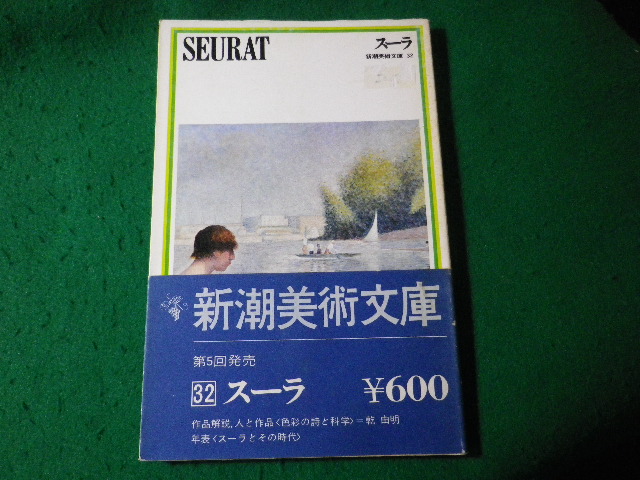 SEURAT
スーラ
新潮美術文庫 32
新潮美術文庫
第5回発売
32 スーラ ¥600
作品解説,人と作品〈色彩の詩と科学〉=乾 由明
年表〈スーラとその時代〉